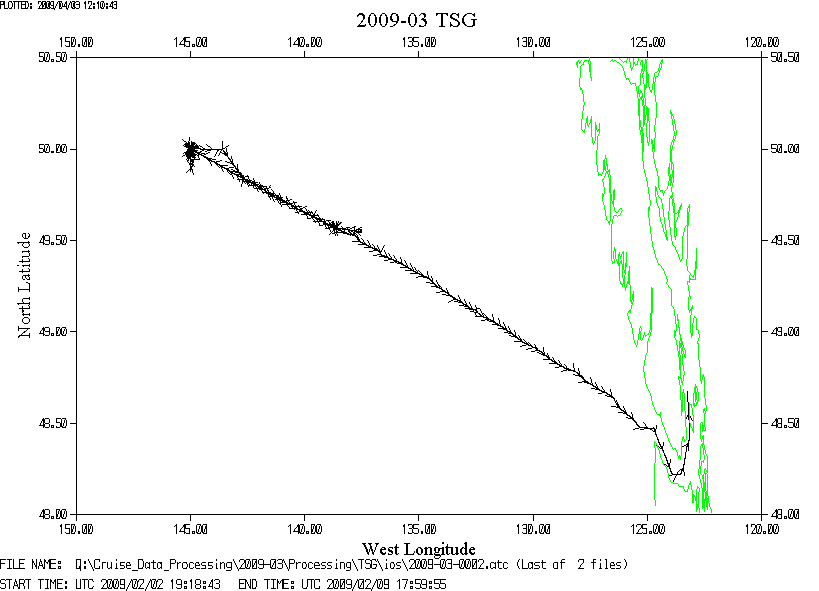 PLOTTED: 2009/04/03 12:10:43
2009-03 TSG
150.00 145.00 140.00 135.00 130.00 125.00 120.00
50.50 50.50
50.00 50.00
49.50 49.50
North Latitude
49.00 49.00
48.50 48.50
48.00 48.00
150.00 145.00 140.00 135.00 130.00 125.00 120.00
West Longitude
FILE NAME: Q:\Cruise_Data_Processing\2009-03\Processing\TSG\ios\2009-03-0002.atc (Last of 2 files)
START TIME: UTC 2009/02/02 19:18:43 END TIME: UTC 2009/02/09 17:59:55